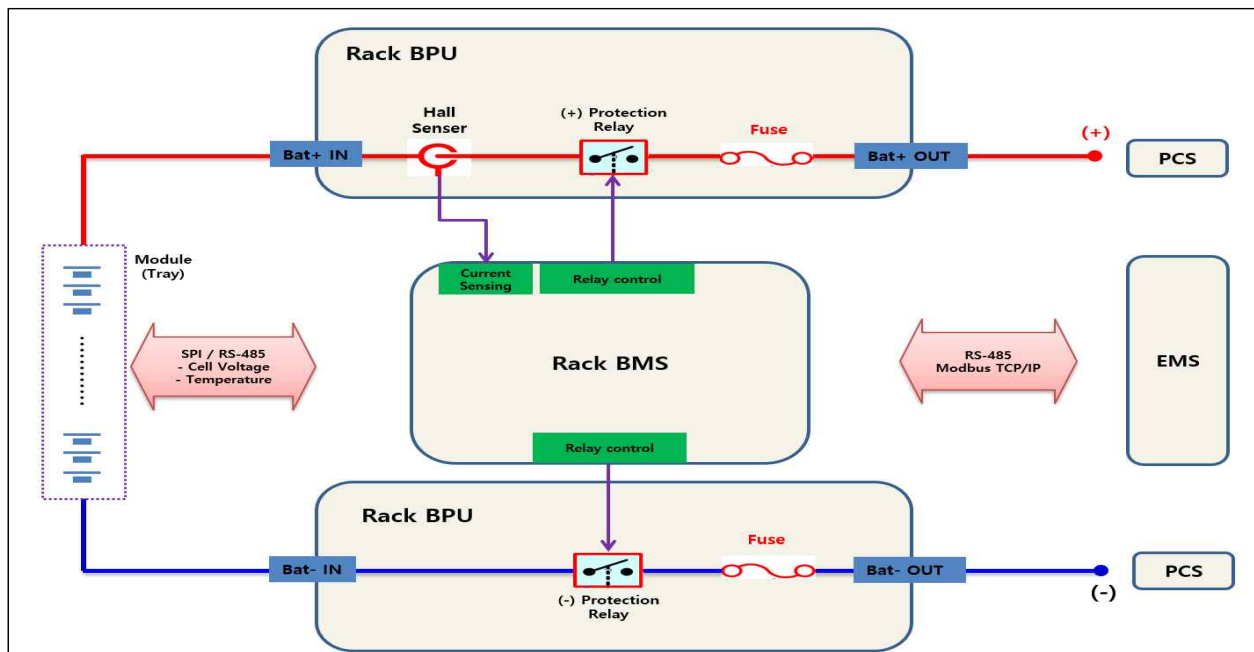 Rack BPU
Hall
Senser
(+) Protection
Relay
Fuse
(+)
Bat+ IN
Bat+ OUT
PCS
Module
(Tray)
Current
Sensing
Relay control
SPI / RS-485
- Cell Voltage
- Temperature
Rack BMS
RS-485
Modbus TCP/IP
EMS
Relay control
Rack BPU
Fuse
Bat- IN
Bat- OUT
PCS
(-) Protection
Relay
(-)